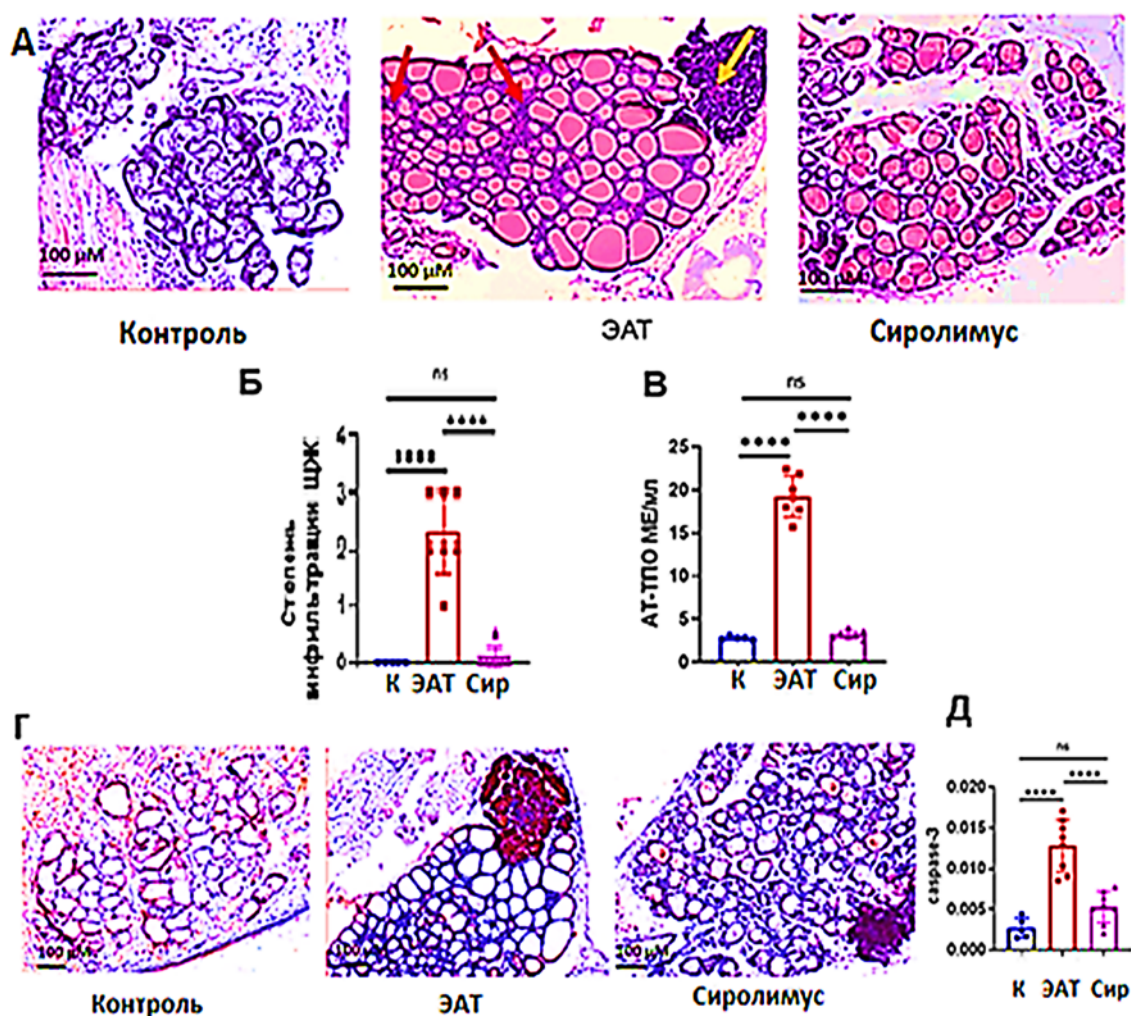 А
100 µM
100 µM
100 µM
Контроль
ЭАТ
Сиролимус
Б
ns
Степень
инфильтрации ЩЖ
4
3
2
1
0
К ЭАТ Сир
В
ns
АТ-ТПО МЕ/мл
25
20
15
10
5
0
К ЭАТ Сир
Г
100 µM
100 µM
100 µM
Контроль
ЭАТ
Сиролимус
Д
ns
caspase-3
0.020
0.015
0.010
0.005
0.000
К ЭАТ Сир